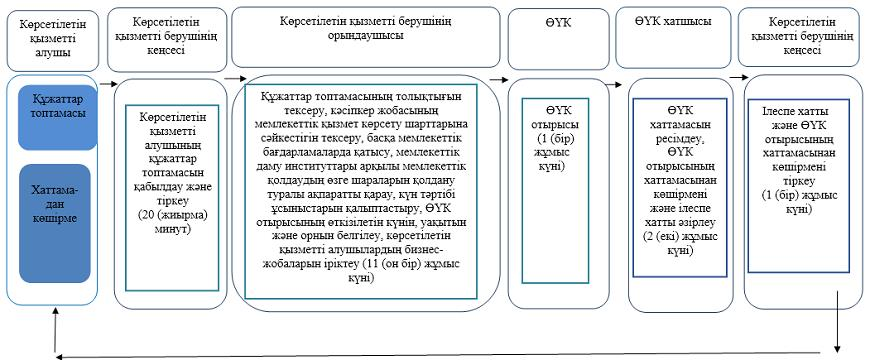 Көрсетілетін
қызметті
алушы
Көрсетілетін
қызметті берушінің
кеңсесі
Көрсетілетін қызметті берушінің
орындаушысы
ӨҮК
ӨҮК хатшысы
Көрсетілетін
қызметті берушінің
кеңсесі
Құжаттар
топтамасы
Хаттама-
дан
көшірме
Көрсетілетін
қызметті
алушының
құжаттар
топтамасын
қабылдау және
тіркеу
(20 (жиырма)
минут)
Құжаттар топтамасының толықтығын
тексеру, кәсіпкер жобасының
мемлекеттік қызмет көрсету шарттарына
сәйкестігін тексеру, басқа мемлекеттік
бағдарламаларда қатысу, мемлекеттік
даму институттары арқылы мемлекеттік
қолдаудың өзге шараларын қолдану
туралы ақпаратты қарау, күн тәртібі
ұсыныстарын қалыптастыру, ӨҮК
отырысының өткізілетін күнін, уақытын
және орнын белгілеу, көрсетілетін
қызметті алушылардың бизнес-
жобаларын іріктеу (11 (он бір) жұмыс
күні)
ӨҮК
отырысы
(1 (бір)
жұмыс
күні)
ӨҮК
хаттамасын
ресімдеу,
ӨҮК
отырысының
хаттамасынан
көшірмені
және ілеспе
хатты әзірлеу
(2 (екі) жұмыс
күні)
Ілеспе хатты
және ӨҮК
отырысының
хаттамасынан
көшірмені
тіркеу
(1 (бір) жұмыс
күні)